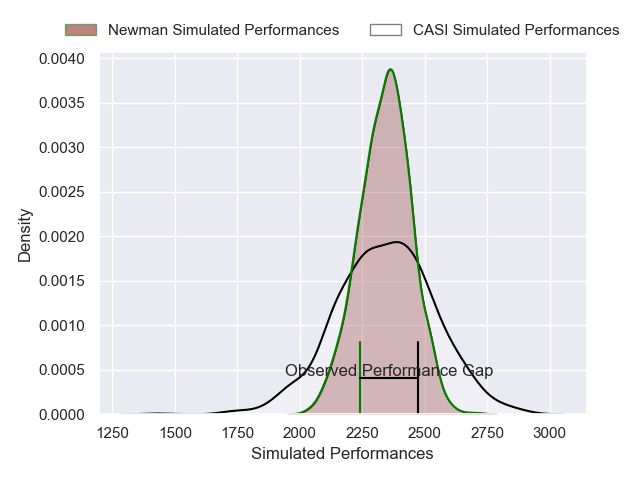 Newman Simulated Performances
CASI Simulated Performances
0.0040
0.0035
0.0030
0.0025
0.0020
0.0015
0.0010
0.0005
0.0000
Density
Observed Performance Gap
1250 1500 1750 2000 2250 2500 2750 3000
Simulated Performances